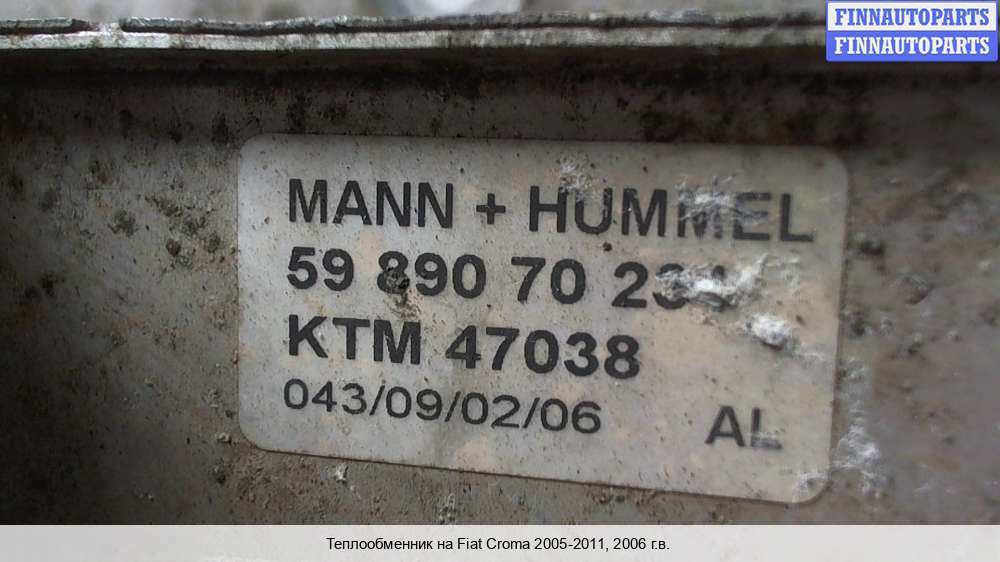 FINNAUTOPARTS
FINNAUTOPARTS
MANN + HUMMEL
59 890 70
KTM 47038
043/09/02/06 AL
Теплообменник на Fiat Croma 2005-2011, 2006 г.в.